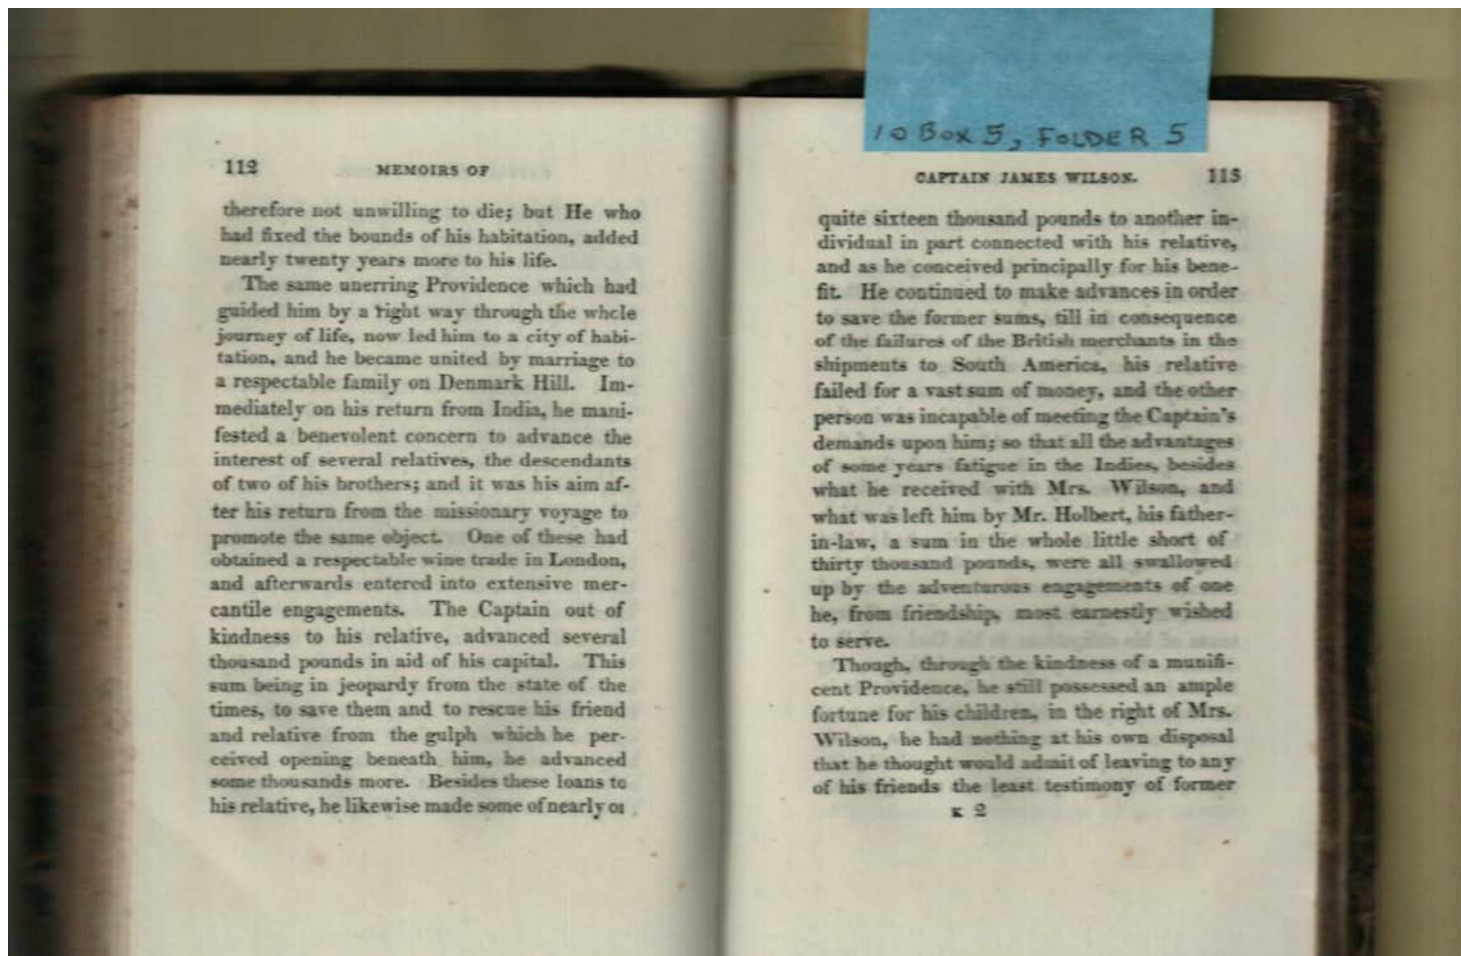 10 BOX 5, FOLDER 5
112 MEMOIRS OF
therefore not unwilling to die; but He who
had fixed the bounds of his habitation, added
nearly twenty years more to his life.
The same unerring Providence which had
guided him by a right way through the whole
journey of life, now led him to a city of habi-
tation, and he became united by marriage to
a respectable family on Denmark Hill. Im-
mediately on his return from India, he mani-
fested a benevolent concern to advance the
interest of several relatives, the descendants
of two of his brothers; and it was his aim af-
ter his return from the missionary voyage to
promote the same object. One of these had
obtained a respectable wine trade in London,
and afterwards entered into extensive mer-
cantile engagements. The Captain out of
kindness to his relative, advanced several
thousand pounds in aid of his capital. This
sum being in jeopardy from the state of the
times, to save them and to rescue his friend
and relative from the gulph which he per-
ceived opening beneath him, he advanced
some thousands more. Besides these loans to
his relative, he likewise made some of nearly or
CAPTAIN JAMES WILSON. 113
quite sixteen thousand pounds to another in-
dividual in part connected with his relative,
and as he conceived principally for his bene-
fit. He continued to make advances in order
to save the former sums, till in consequence
of the failures of the British merchants in the
shipments to South America, his relative
failed for a vast sum of money, and the other
person was incapable of meeting the Captain's
demands upon him; so that all the advantages
of some years fatigue in the Indies, besides
what he received with Mrs. Wilson, and
what was left him by Mr. Holbert, his father-
in-law, a sum in the whole little short of
thirty thousand pounds, were all swallowed
up by the adventurous engagements of one
he, from friendship, most earnestly wished
to serve.
Though, through the kindness of a munifi-
cent Providence, he still possessed an ample
fortune for his children, in the right of Mrs.
Wilson, he had nothing at his own disposal
that he thought would admit of leaving to any
of his friends the least testimony of former
K 2